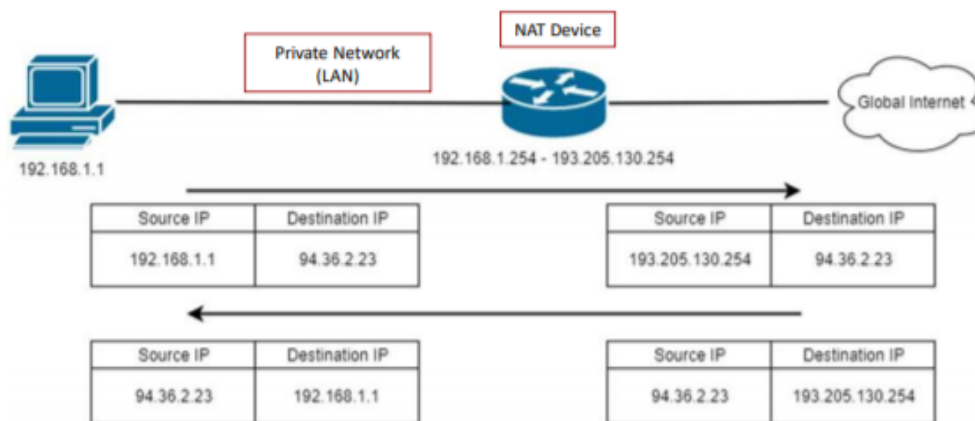 NAT Device
Private Network
(LAN)
Global Internet
192.168.1.254 - 193.205.130.254
192.168.1.1
Source IP Destination IP
192.168.1.1 94.36.2.23
Source IP Destination IP
193.205.130.254 94.36.2.23
Source IP Destination IP
94.36.2.23 192.168.1.1
Source IP Destination IP
94.36.2.23 193.205.130.254